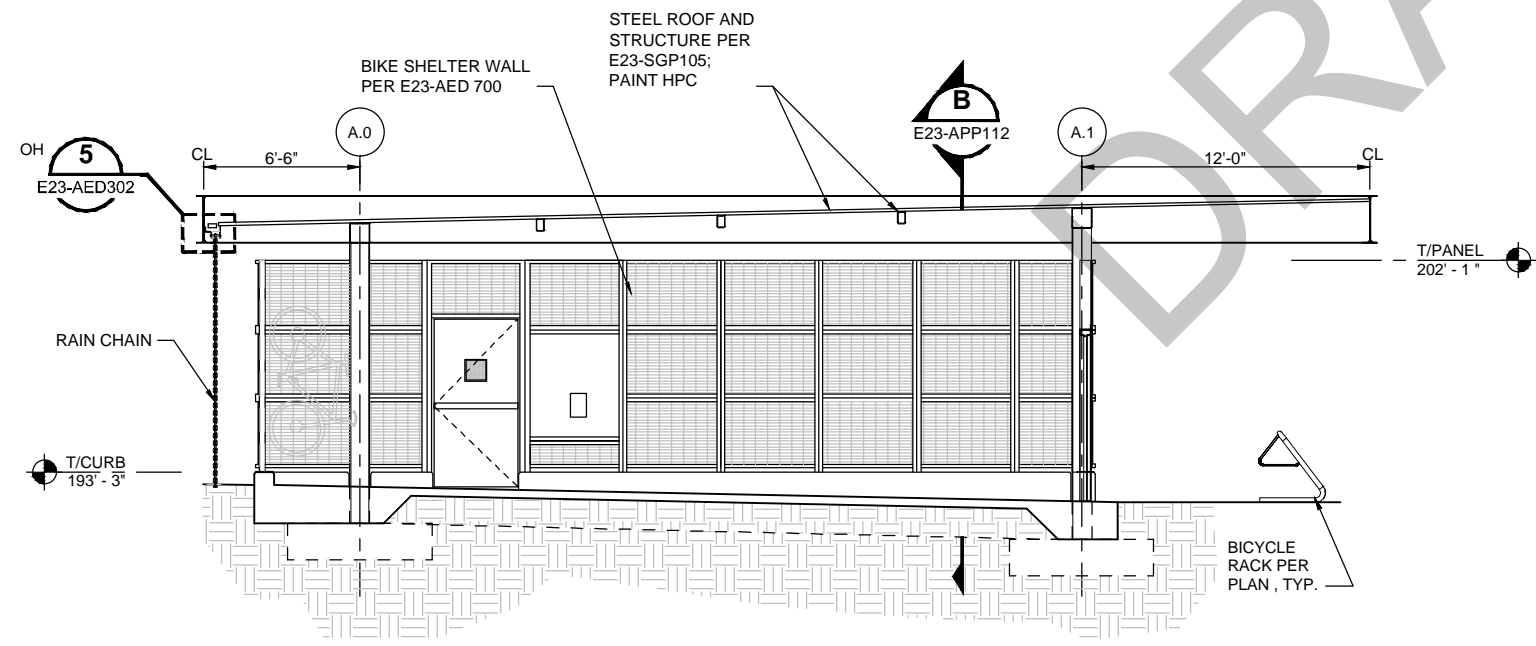 STEEL ROOF AND
STRUCTURE PER
E23-SGP105;
PAINT HPC
BIKE SHELTER WALL
PER E23-AED 700
B
E23-APP112
A.0
A.1
OH
5
E23-AED302
CL
6'-6"
12'-0"
CL
T/PANEL
202' - 1 "
RAIN CHAIN
T/CURB
193' - 3"
BICYCLE
RACK PER
PLAN , TYP.
DRA